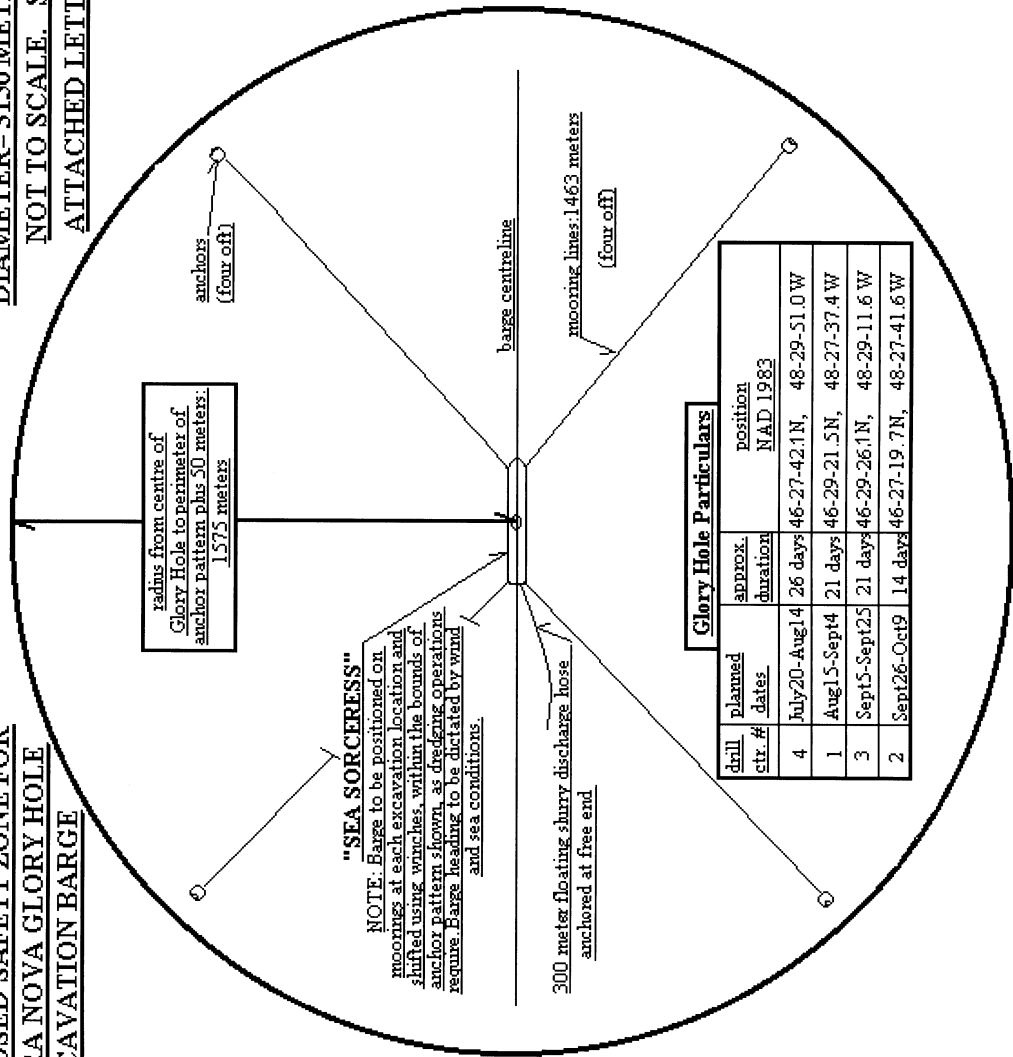 SAFETY ZONE FOR
NOVA GLORY HOLE
BARGE
NOT TO SCALE.
ATTACHED
radius from centre of
Glory Hole to perimeter of
anchor pattern plus 50 meters:
1575 meters
anchors
(four off)
"SEA SORCERESS"
NOTE: Barge to be positioned on
moorings at each excavation location and
shifted using winches, within the bounds of
anchor pattern shown, as dredging operations
require. Barge heading to be dictated by wind
and sea conditions.
barge centreline
300 meter floating slurry discharge hose
anchored at free end
mooring lines:1463 meters
(four off)
Glory Hole Particulars
drill ctr. # planned dates approx. duration position NAD 1983
4 July20-Aug14 26 days 46-27-42.1N, 48-29-51.0 W
1 Aug15-Sept4 21 days 46-29-21.5N, 48-27-37.4 W
3 Sept5-Sept25 21 days 46-29-26.1N, 48-29-11.6 W
2 Sept26-Oct9 14 days 46-27-19.7N, 48-27-41.6 W